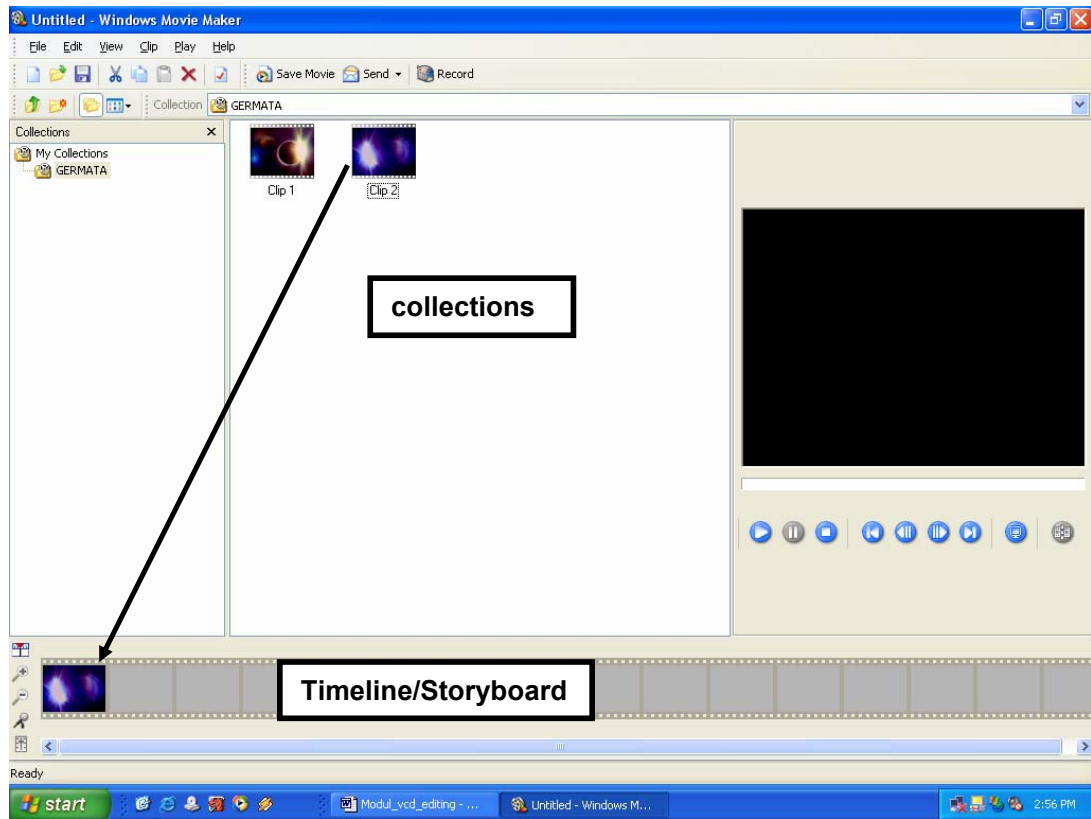 Untitled - Windows Movie Maker
File Edit View Clip Play Help
Save Movie Send Record
Collection GERMATA
Collections
My Collections
GERMATA
Clip 1 Clip 2
collections
Timeline/Storyboard
Ready
start Modul_vcd_editing - ... Untitled - Windows M... 2:56 PM